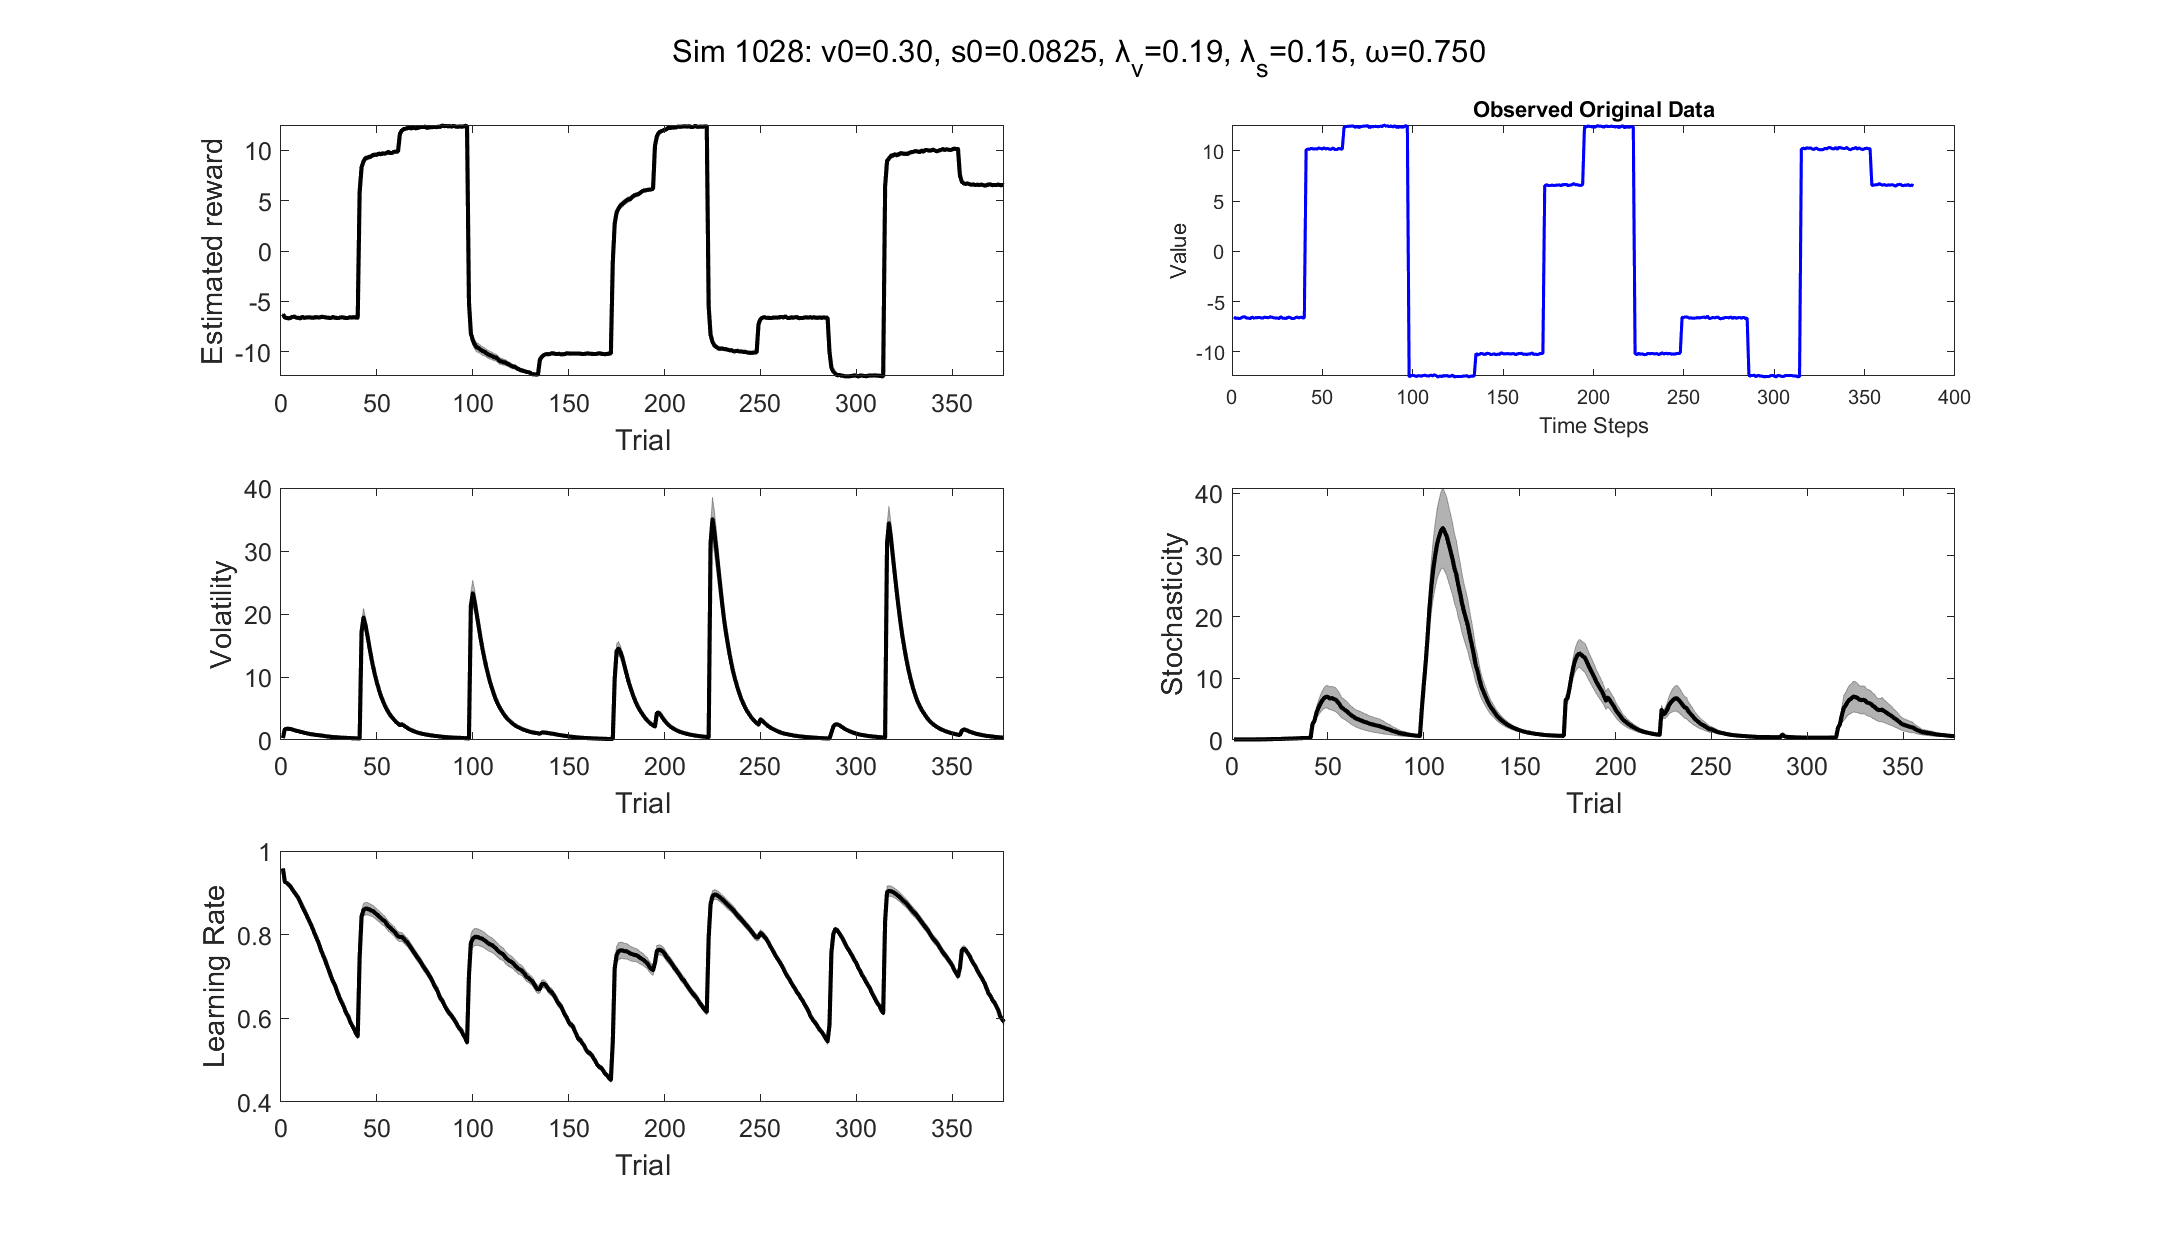 Sim 1028: v0=0.30, s0=0.0825, λv=0.19, λs=0.15, ω=0.750
Estimated reward
10
5
0
-5
-10
0 50 100 150 200 250 300 350
Trial
Observed Original Data
Value
10
5
0
-5
-10
0 50 100 150 200 250 300 350 400
Time Steps
Volatility
40
30
20
10
0
0 50 100 150 200 250 300 350
Trial
Stochasticity
40
30
20
10
0
0 50 100 150 200 250 300 350
Trial
Learning Rate
1
0.8
0.6
0.4
0 50 100 150 200 250 300 350
Trial